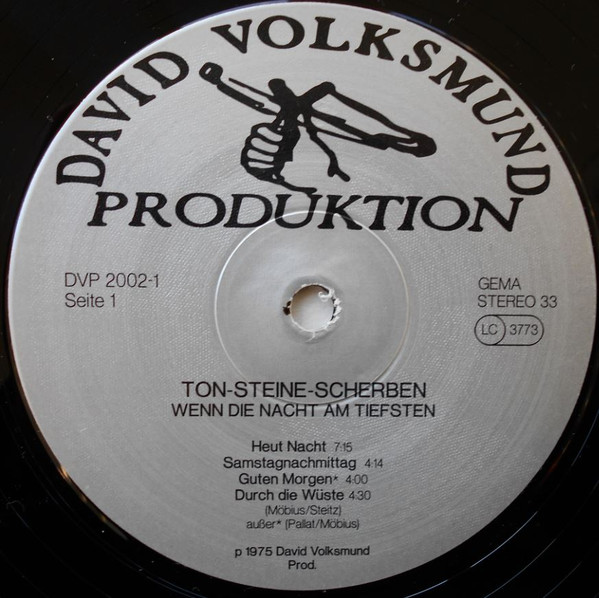 DAVID VOLKSMUND
PRODUKTION
DVP 2002-1
Seite 1
GEMA
STEREO 33
LC 3773
TON-STEINE-SCHERBEN
WENN DIE NACHT AM TIEFSTEN
Heut Nacht 7:15
Samstagnachmittag 4:14
Guten Morgen* 4:00
Durch die Wüste 4:30
(Möbius/Steitz)
außer* (Pallat/Möbius)
p 1975 David Volksmund
Prod.